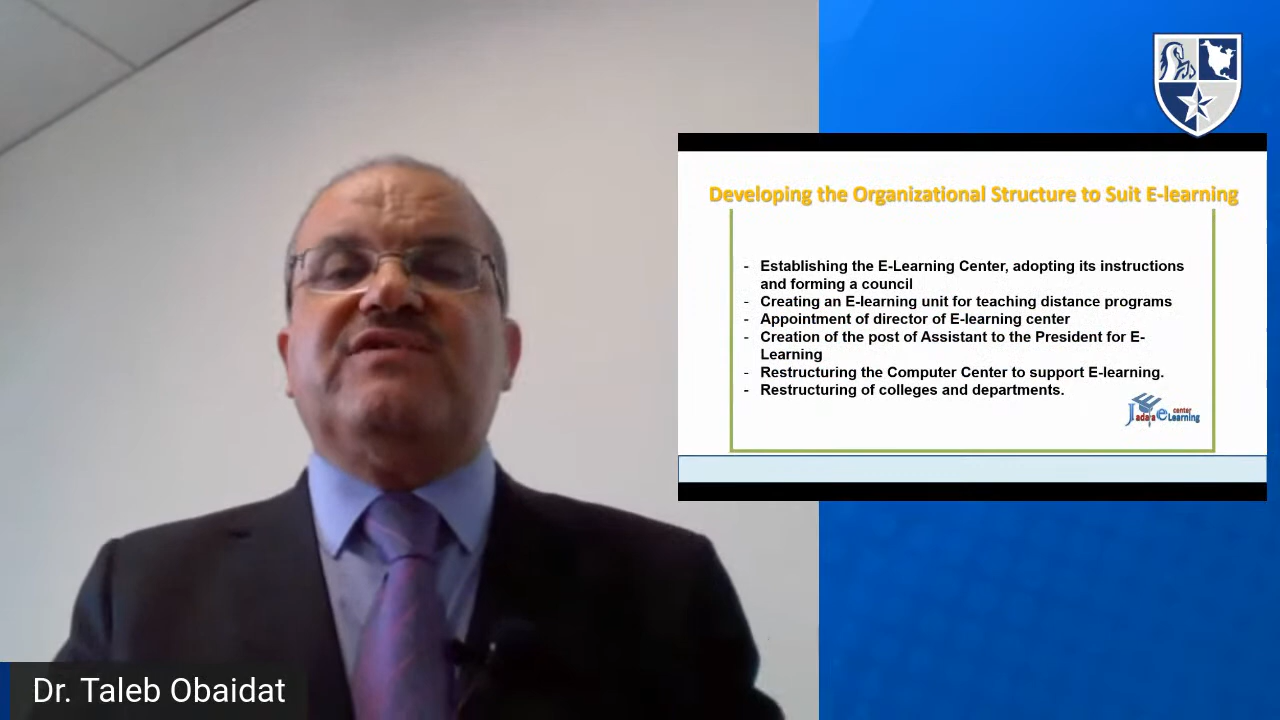 Developing the Organizational Structure to Suit E-learning
- Establishing the E-Learning Center, adopting its instructions
and forming a council
- Creating an E-learning unit for teaching distance programs
- Appointment of director of E-learning center
- Creation of the post of Assistant to the President for E-
Learning
- Restructuring the Computer Center to support E-learning.
- Restructuring of colleges and departments.
center
Jadara eLearning
Dr. Taleb Obaidat